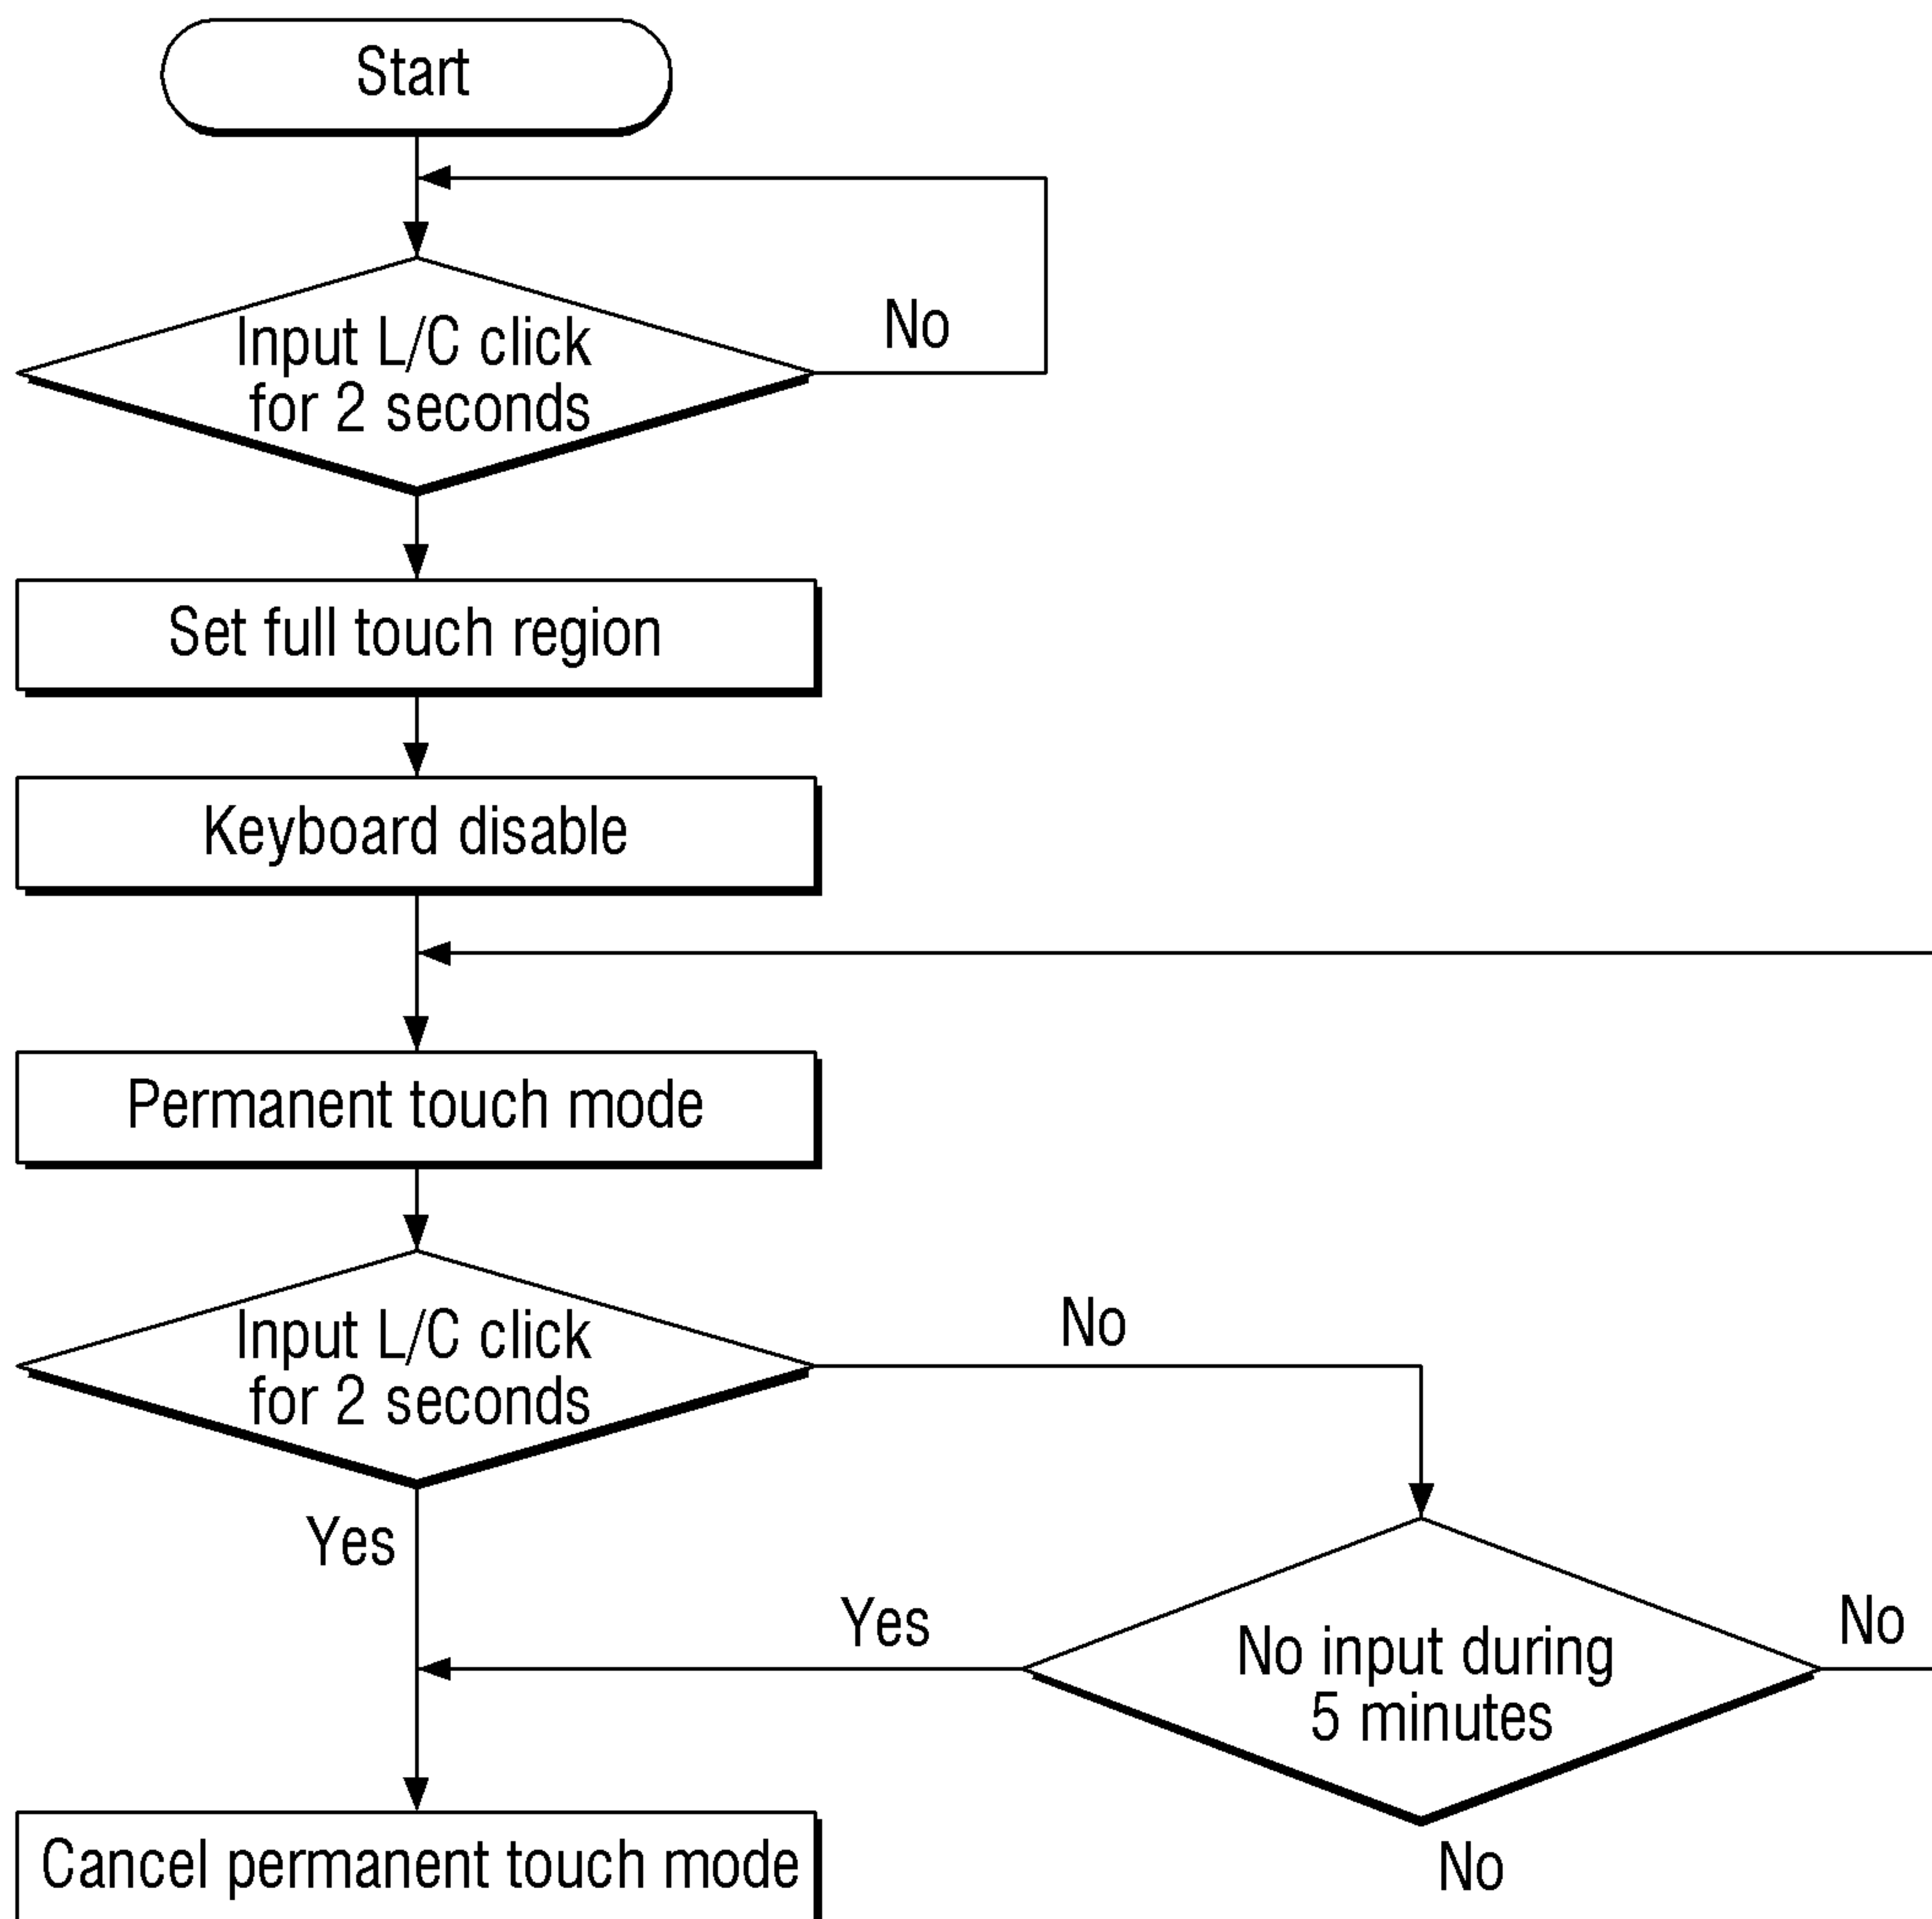 Start
No
Input L/C click
for 2 seconds
Set full touch region
Keyboard disable
Permanent touch mode
Input L/C click
for 2 seconds
No
Yes
Yes
No input during
5 minutes
No
Cancel permanent touch mode
No